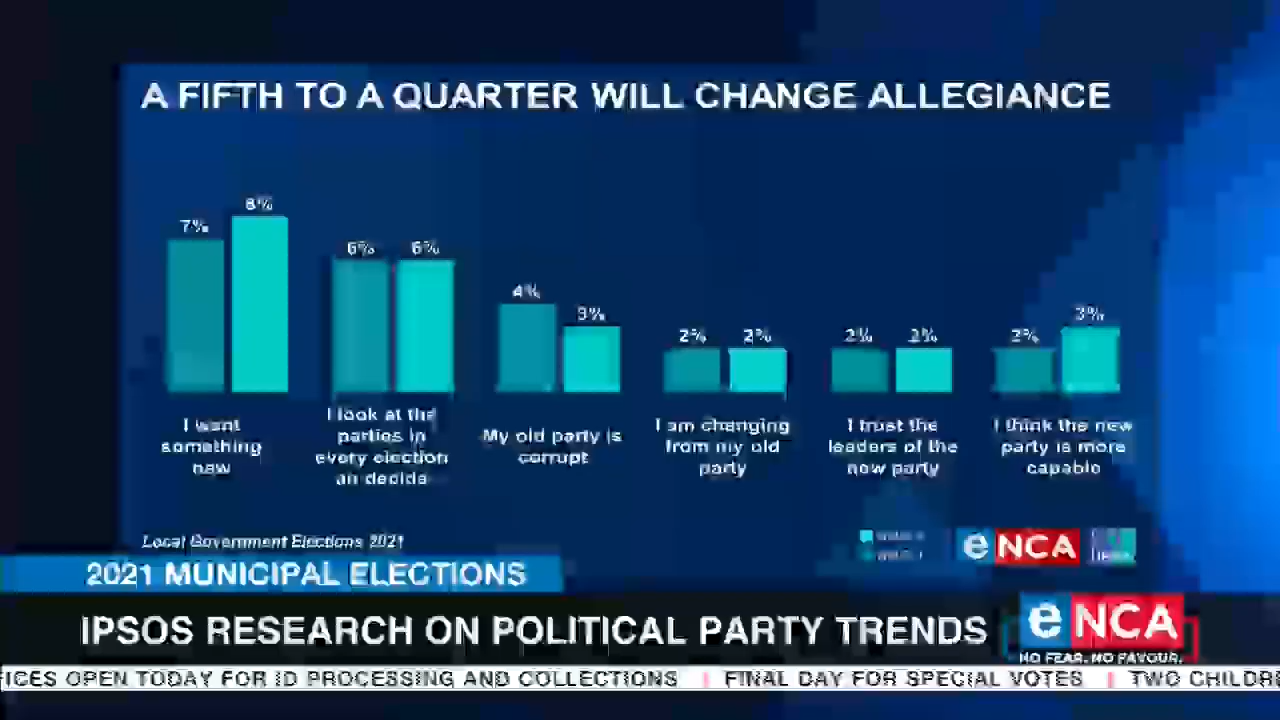 A FIFTH TO A QUARTER WILL CHANGE ALLEGIANCE
7%
8%
6%
6%
4%
3%
2%
2%
2%
2%
2%
3%
I want
something
new
I look at the
parties in
every election
an decide
My old party is
corrupt
I am changing
from my old
party
I trust the
leaders of the
new party
I think the new
party is more
capable
Local Government Elections 2021
eNCA
2021 MUNICIPAL ELECTIONS
IPSOS RESEARCH ON POLITICAL PARTY TRENDS
eNCA
NO FEAR. NO FAVOUR.
FICES OPEN TODAY FOR ID PROCESSING AND COLLECTIONS | FINAL DAY FOR SPECIAL VOTES | TWO CHILDRE